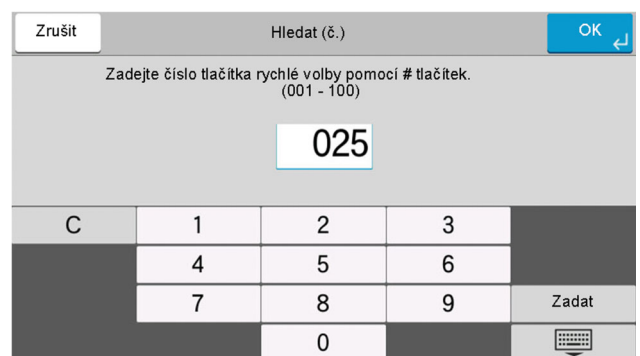 Zrušit
Hledat (č.)
OK
Zadejte číslo tlačítka rychlé volby pomocí # tlačítek.
(001 - 100)
025
C
1
2
3
4
5
6
7
8
9
Zadat
0